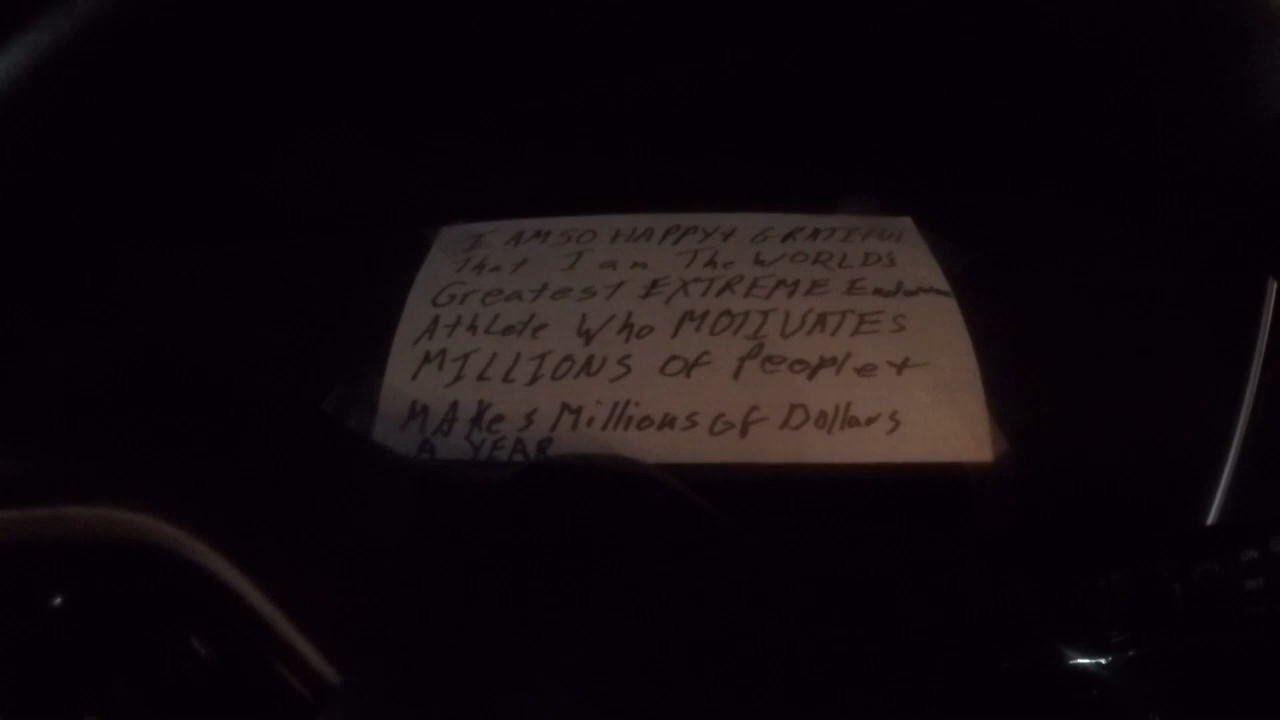 I AM SO HAPPY+ GRATEFUL
That I am The WORLDS
Greatest EXTREME
Athlete Who MOTIVATES
MILLIONS OF People+
MAKes Millions OF Dollars
A YEAR